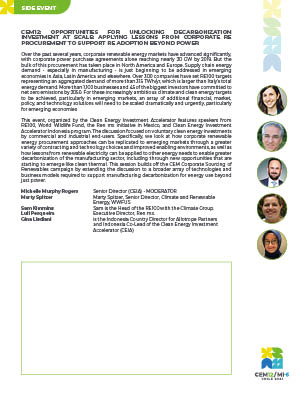 SIDE EVENT
CEM12: OPPORTUNITIES FOR UNLOCKING DECARBONIZATION
INVESTMENT AT SCALE: APPLYING LESSONS FROM CORPORATE RE
PROCUREMENT TO SUPPORT RE ADOPTION BEYOND POWER
Over the past several years, corporate renewable energy markets have advanced significantly,
with corporate power purchase agreements alone reaching nearly 20 GW by 2019. But the
bulk of this procurement has taken place in North America and Europe. Supply chain energy
demand - especially in manufacturing - is just beginning to be addressed in emerging
economies in Asia, Latin America and elsewhere. Over 300 companies have set RE100 targets
representing an aggregated demand of more than 315 TWh/yr, which is larger than Italy's total
energy demand. More than 1,100 businesses and 45 of the biggest investors have committed to
net zero emissions by 2050. For these increasingly ambitious climate and clean energy targets
to be achieved, particularly in emerging markets, an array of additional financial, market,
policy, and technology solutions will need to be scaled dramatically and urgently, particularly
for emerging economies
This event, organized by the Clean Energy Investment Accelerator features speakers from
RE100, World Wildlife Fund, the Renmx initiative in Mexico, and Clean Energy Investment
Accelerator Indonesia program. The discussion focused on voluntary clean energy investments
by commercial and industrial end-users. Specifically, we look at how corporate renewable
energy procurement approaches can be replicated to emerging markets through a greater
variety of contracting and technology choices and improved enabling environments, as well as
how lessons from renewable electricity can be applied to other energy needs to enable greater
decarbonization of the manufacturing sector, including through new opportunities that are
starting to emerge like clean thermal. This session builds off the CEM Corporate Sourcing of
Renewables campaign by extending the discussion to a broader array of technologies and
business models required to support manufacturing decarbonization for energy use beyond
just power.
Michelle Murphy Rogers Senior Director (CEIA) - MODERATOR
Marty Spitzer Marty Spitzer, Senior Director, Climate and Renewable
Energy, WWF U.S.
Sam Kimmins Sam is the Head of the RE100 with the Climate Group.
Luli Pesqueira Executive Director, Ren mx.
Gina Lisdiani is the Indonesia Country Director for Allotrope Partners
and Indonesia Co-Lead of the Clean Energy Investment
Accelerator (CEIA)
CEM12/MI-6
CHILE 2021